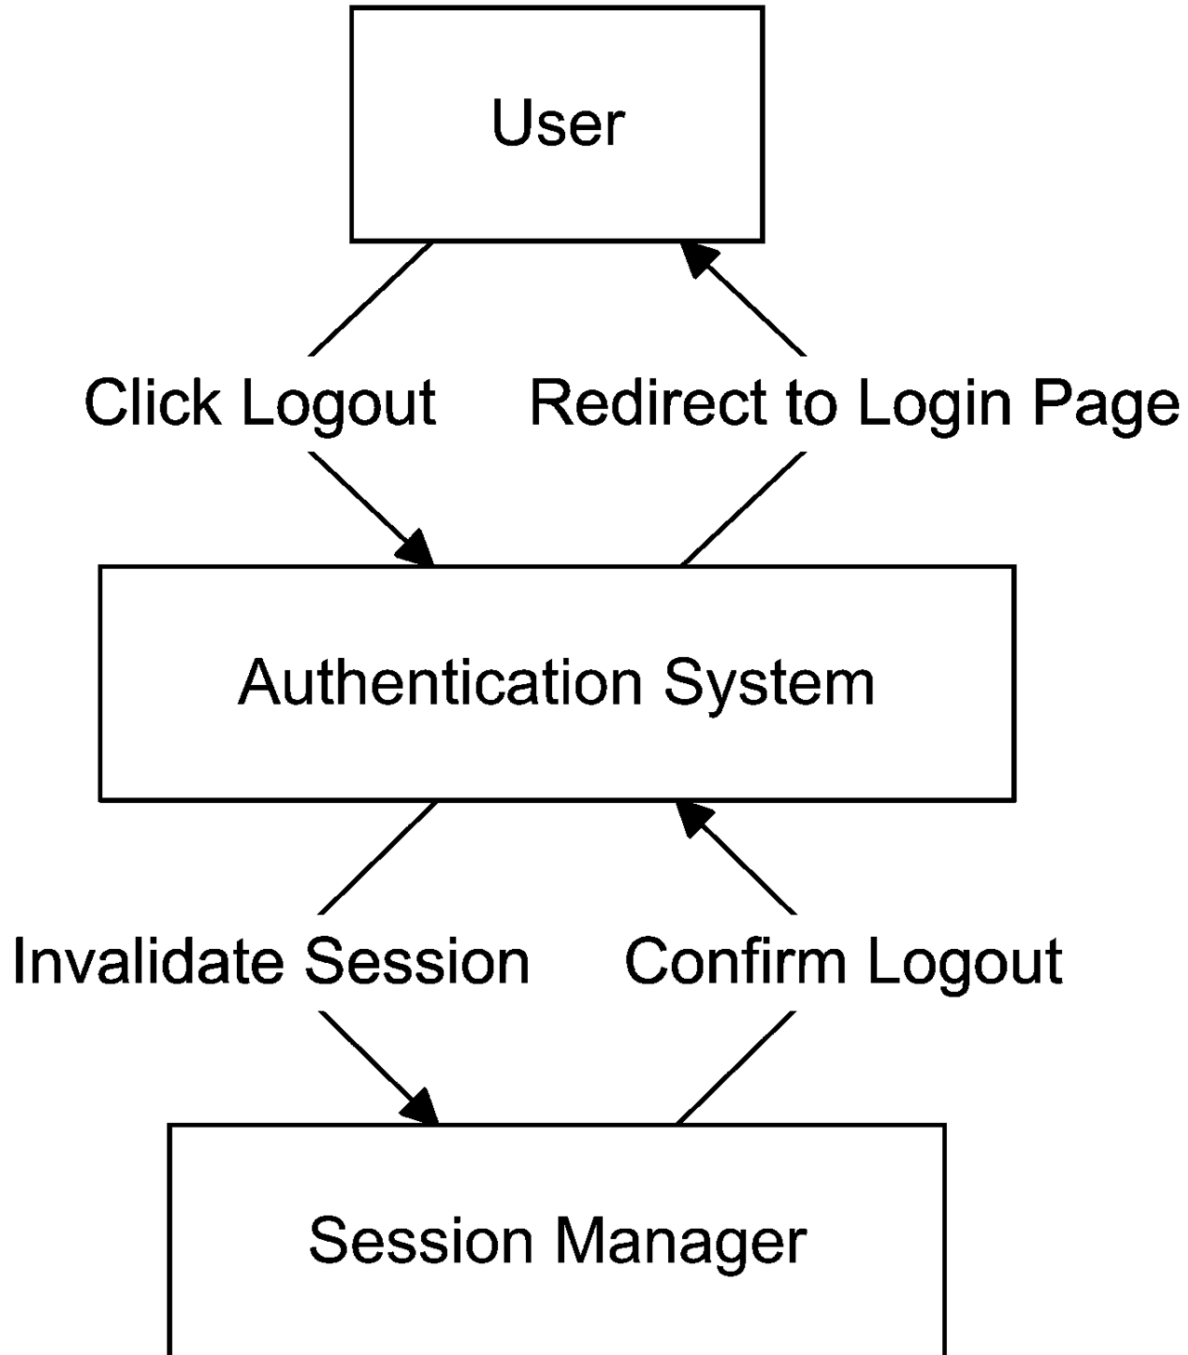 User
Click Logout
Redirect to Login Page
Authentication System
Invalidate Session
Confirm Logout
Session Manager